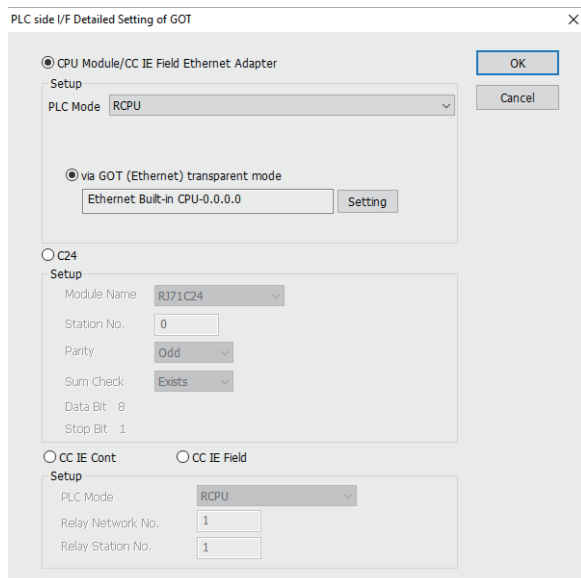 PLC side I/F Detailed Setting of GOT
CPU Module/CC IE Field Ethernet Adapter
OK
Setup
Cancel
PLC Mode RCPU
via GOT (Ethernet) transparent mode
Ethernet Built-in CPU-0.0.0.0
Setting
C24
Setup
Module Name RJ71C24
Station No. 0
Parity Odd
Sum Check Exists
Data Bit 8
Stop Bit 1
CC IE Cont CC IE Field
Setup
PLC Mode RCPU
Relay Network No. 1
Relay Station No. 1